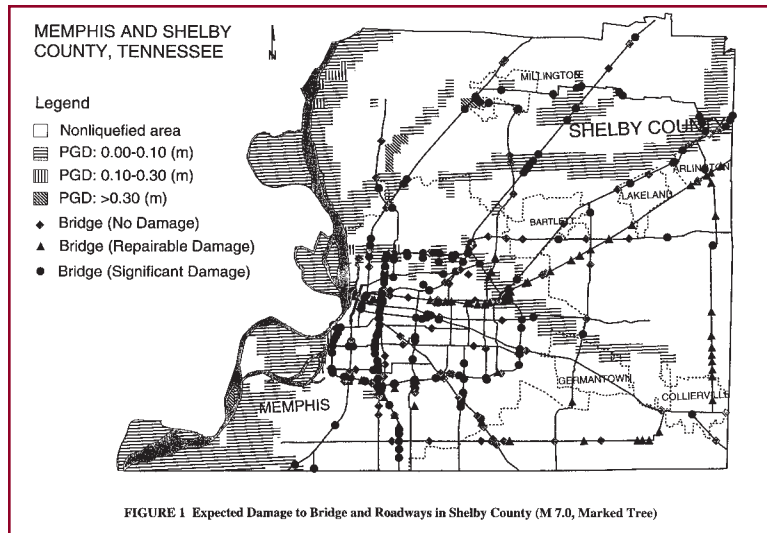 MEMPHIS AND SHELBY
COUNTY, TENNESSEE
Legend
Nonliquefied area
PGD: 0.00-0.10 (m)
PGD: 0.10-0.30 (m)
PGD: >0.30 (m)
Bridge (No Damage)
Bridge (Repairable Damage)
Bridge (Significant Damage)
MILLINGTON
SHELBY COUNTY
ARLINGTON
LAKELAND
BARTLETT
GERMANTOWN
COLLIERVILLE
MEMPHIS
FIGURE 1 Expected Damage to Bridge and Roadways in Shelby County (M 7.0, Marked Tree)